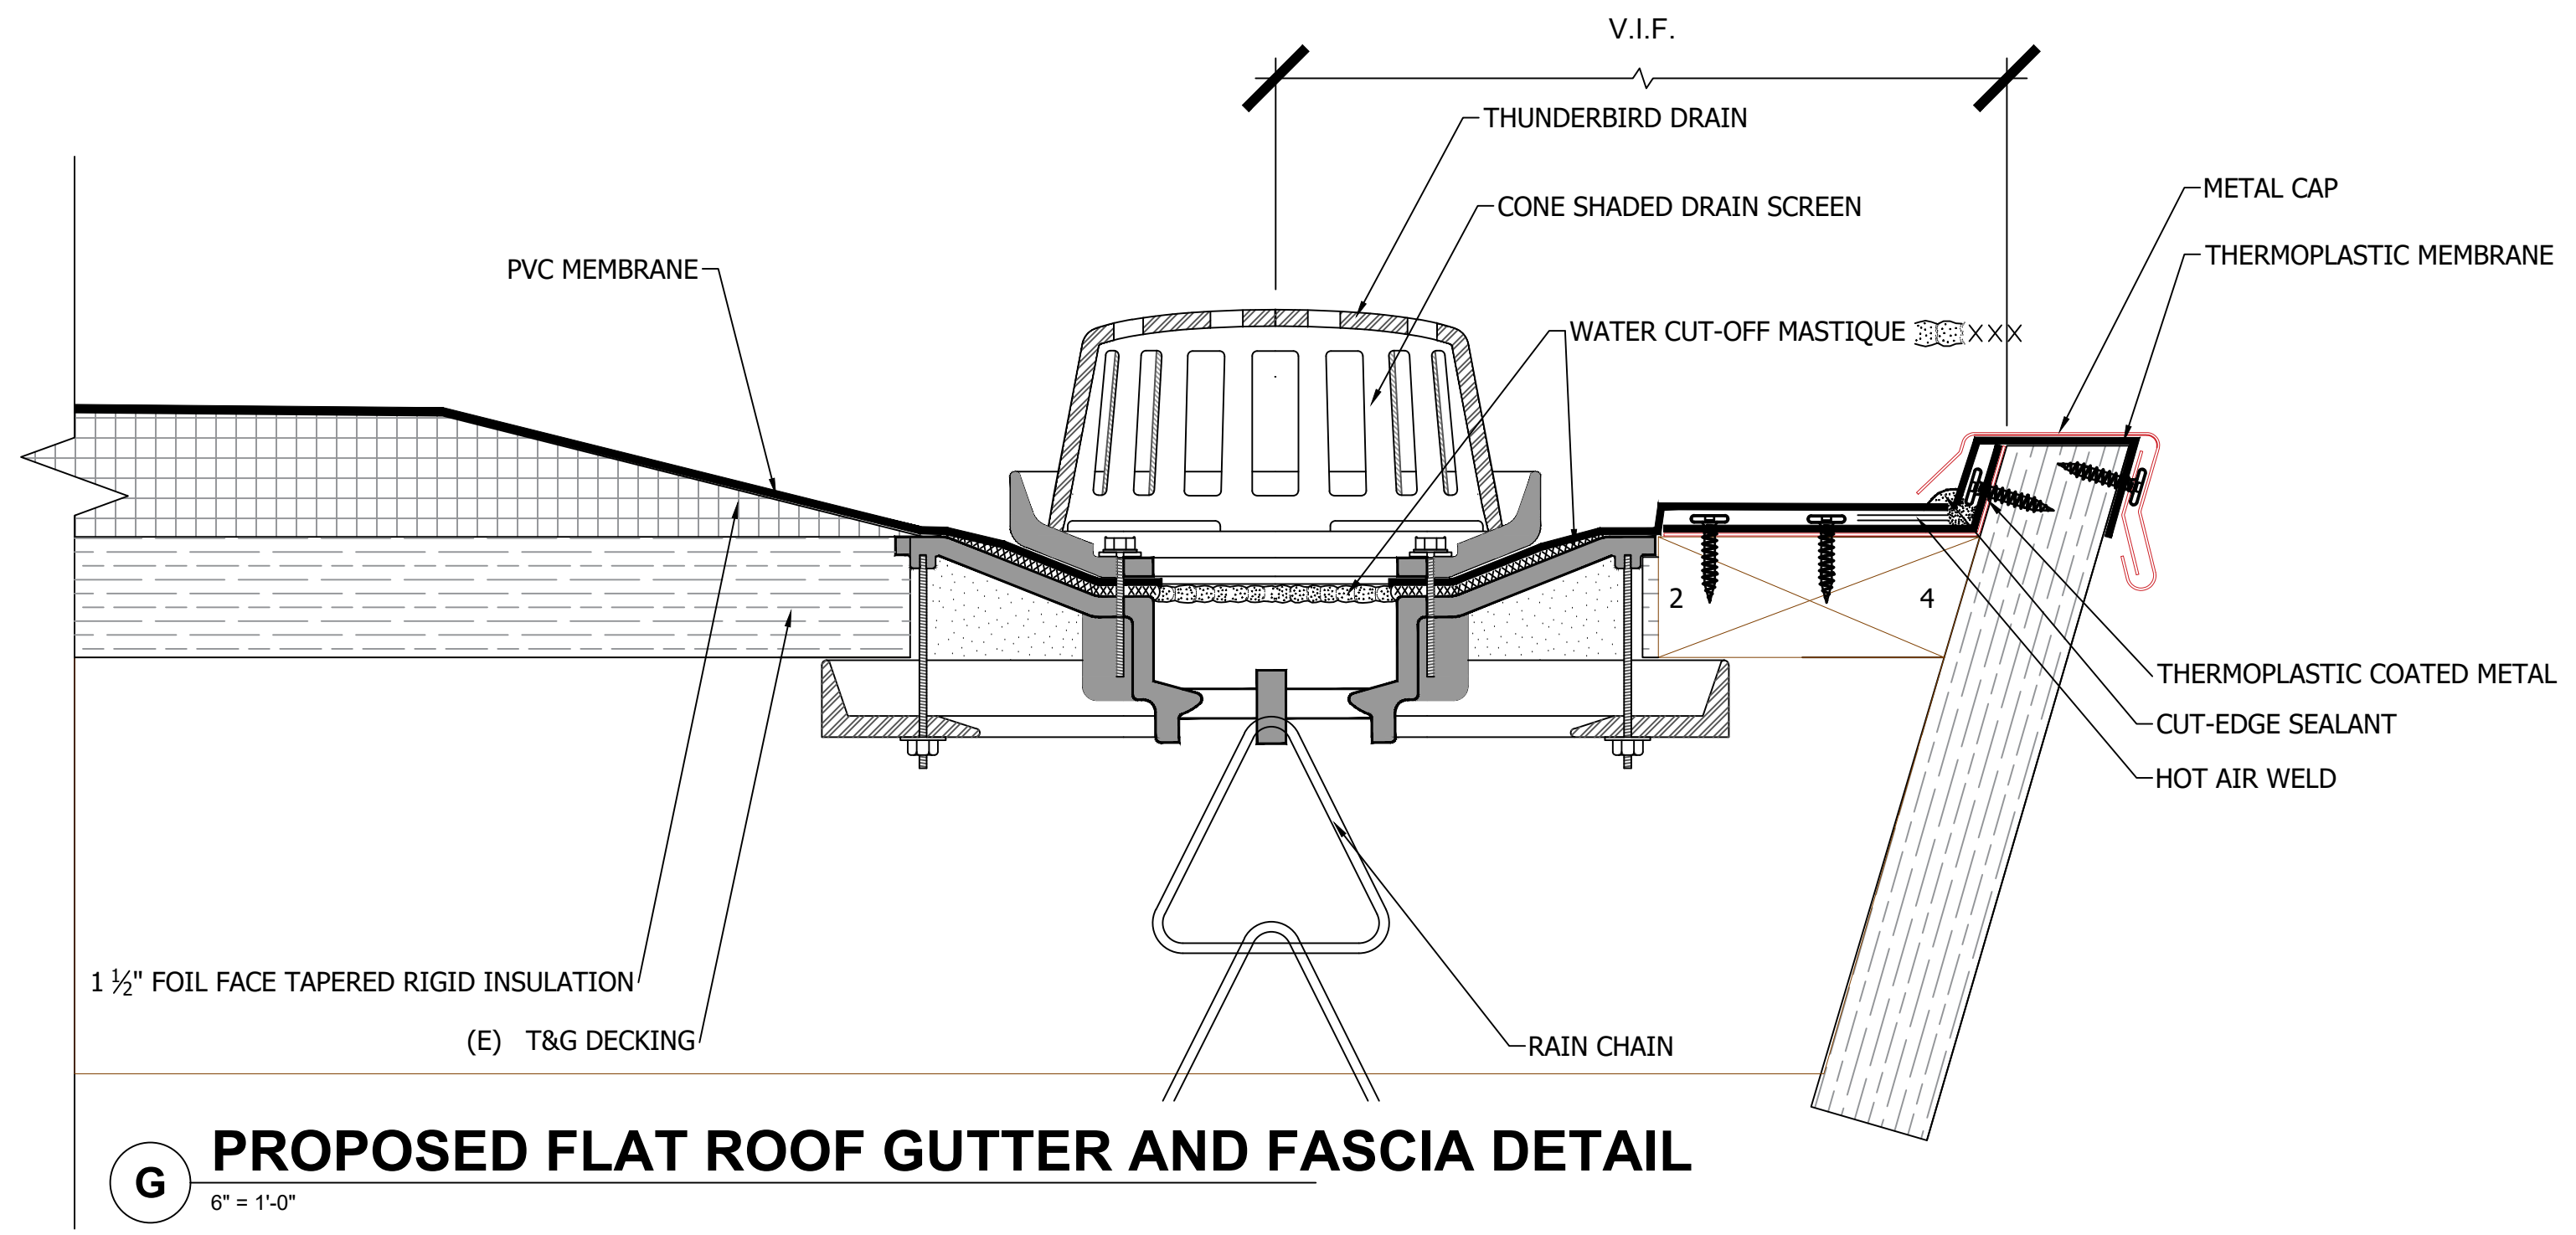 V.I.F.
THUNDERBIRD DRAIN
METAL CAP
CONE SHADED DRAIN SCREEN
THERMOPLASTIC MEMBRANE
PVC MEMBRANE
WATER CUT-OFF MASTIQUE
2 4
THERMOPLASTIC COATED METAL
CUT-EDGE SEALANT
HOT AIR WELD
1 ½" FOIL FACE TAPERED RIGID INSULATION
(E) T&G DECKING
RAIN CHAIN
G PROPOSED FLAT ROOF GUTTER AND FASCIA DETAIL
6" = 1'-0"